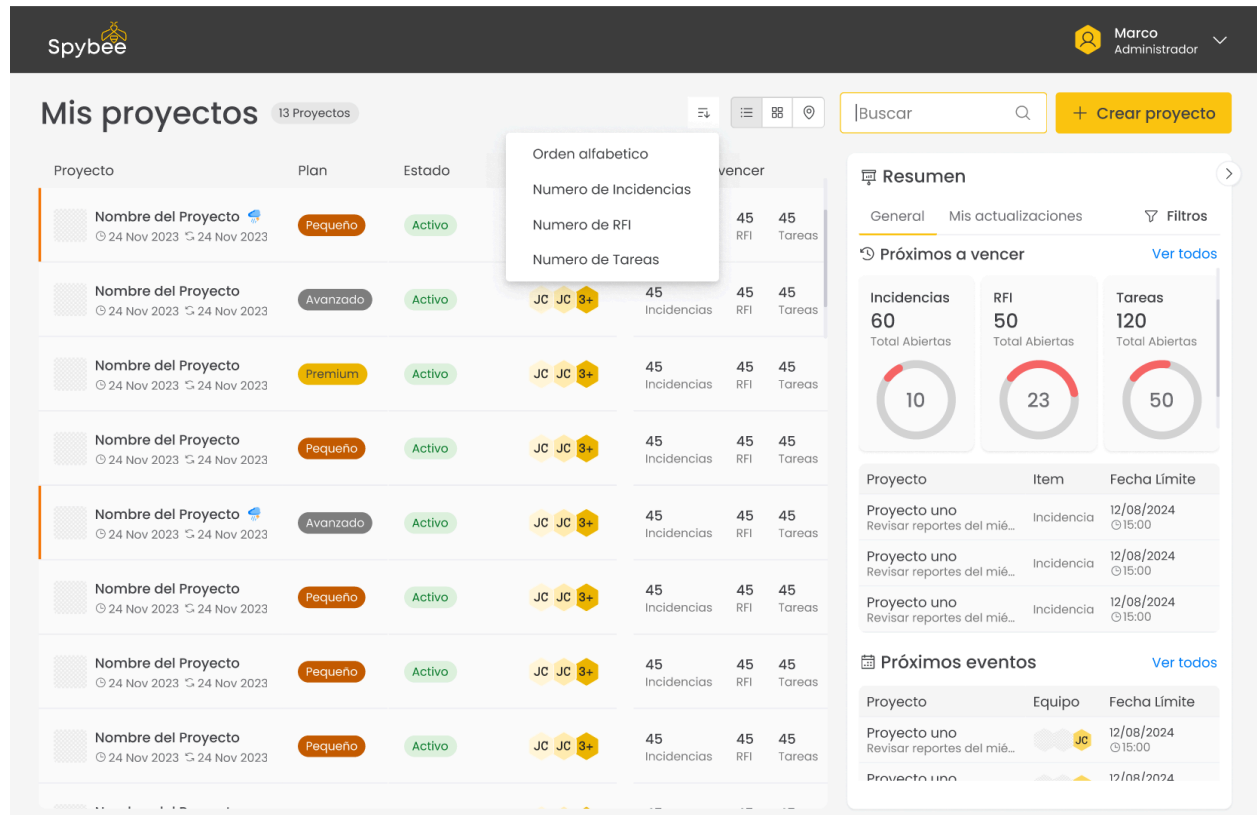 Spybee
Marco
Administrador
Mis proyectos
13 Proyectos
Buscar
+ Crear proyecto
Orden alfabetico
Numero de Incidencias
Numero de RFI
Numero de Tareas
Proyecto Plan Estado vencer
Nombre del Proyecto
24 Nov 2023 24 Nov 2023
Pequeño
Activo
45 45
RFI Tareas
Nombre del Proyecto
24 Nov 2023 24 Nov 2023
Avanzado
Activo
JC JC 3+
45 45 45
Incidencias RFI Tareas
Nombre del Proyecto
24 Nov 2023 24 Nov 2023
Premium
Activo
JC JC 3+
45 45 45
Incidencias RFI Tareas
Nombre del Proyecto
24 Nov 2023 24 Nov 2023
Pequeño
Activo
JC JC 3+
45 45 45
Incidencias RFI Tareas
Nombre del Proyecto
24 Nov 2023 24 Nov 2023
Avanzado
Activo
JC JC 3+
45 45 45
Incidencias RFI Tareas
Nombre del Proyecto
24 Nov 2023 24 Nov 2023
Pequeño
Activo
JC JC 3+
45 45 45
Incidencias RFI Tareas
Nombre del Proyecto
24 Nov 2023 24 Nov 2023
Pequeño
Activo
JC JC 3+
45 45 45
Incidencias RFI Tareas
Nombre del Proyecto
24 Nov 2023 24 Nov 2023
Pequeño
Activo
JC JC 3+
45 45 45
Incidencias RFI Tareas
Resumen
General Mis actualizaciones Filtros
Próximos a vencer Ver todos
Incidencias
60
Total Abiertas
10
RFI
50
Total Abiertas
23
Tareas
120
Total Abiertas
50
Proyecto Item Fecha Límite
Proyecto uno
Revisar reportes del mié...
Incidencia
12/08/2024
15:00
Proyecto uno
Revisar reportes del mié...
Incidencia
12/08/2024
15:00
Proyecto uno
Revisar reportes del mié...
Incidencia
12/08/2024
15:00
Próximos eventos Ver todos
Proyecto Equipo Fecha Límite
Proyecto uno
Revisar reportes del mié...
JC
12/08/2024
15:00
Proyecto uno
12/08/2024